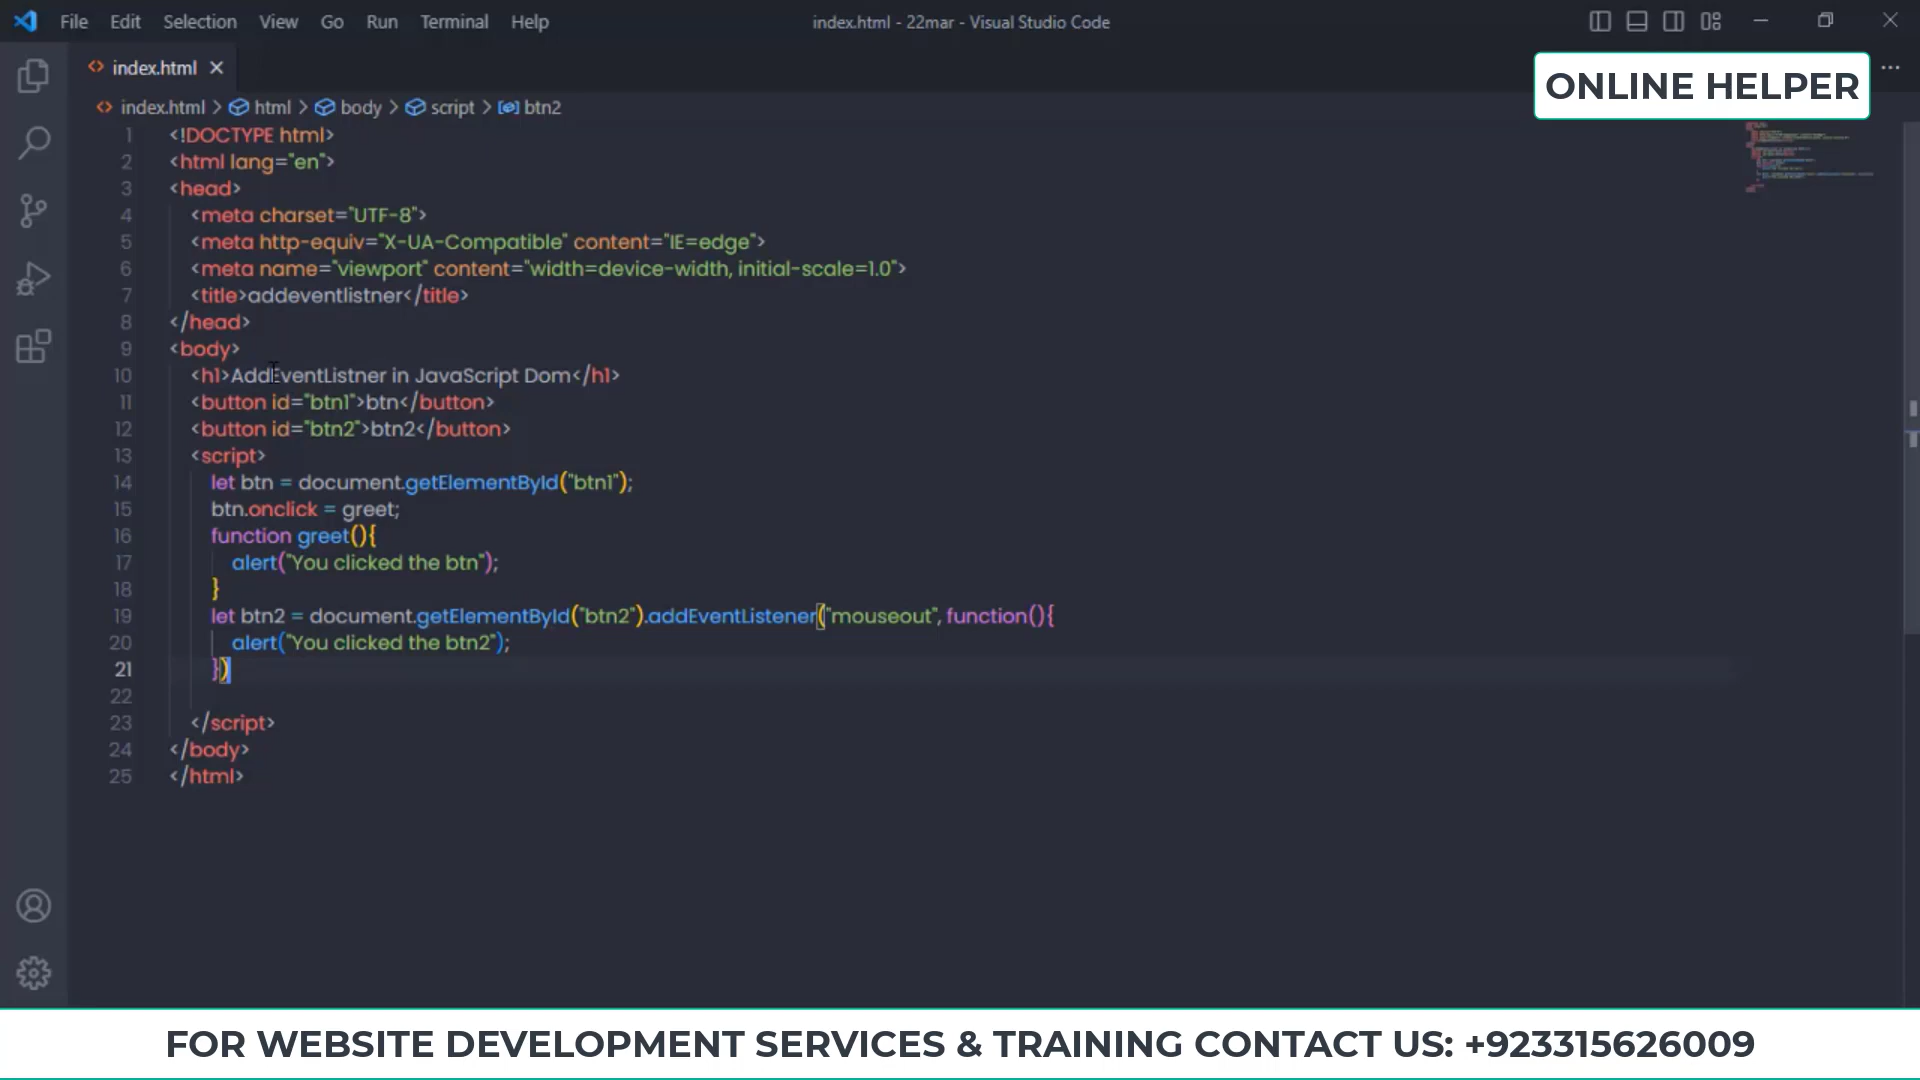 File Edit Selection View Go Run Terminal Help
index.html - 22mar - Visual Studio Code
index.html
ONLINE HELPER
index.html > html > body > script > btn2
1 <!DOCTYPE html>
2 <html lang="en">
3 <head>
4 <meta charset="UTF-8">
5 <meta http-equiv="X-UA-Compatible" content="IE=edge">
6 <meta name="viewport" content="width=device-width, initial-scale=1.0">
7 <title>addeventlistner</title>
8 </head>
9 <body>
10 <h1>AddEventListner in JavaScript Dom</h1>
11 <button id="btn1">btn</button>
12 <button id="btn2">btn2</button>
13 <script>
14 let btn = document.getElementById("btn1");
15 btn.onclick = greet;
16 function greet(){
17 alert("You clicked the btn");
18 }
19 let btn2 = document.getElementById("btn2").addEventListener("mouseout", function(){
20 alert("You clicked the btn2");
21 })
22
23 </script>
24 </body>
25 </html>
FOR WEBSITE DEVELOPMENT SERVICES & TRAINING CONTACT US: +923315626009